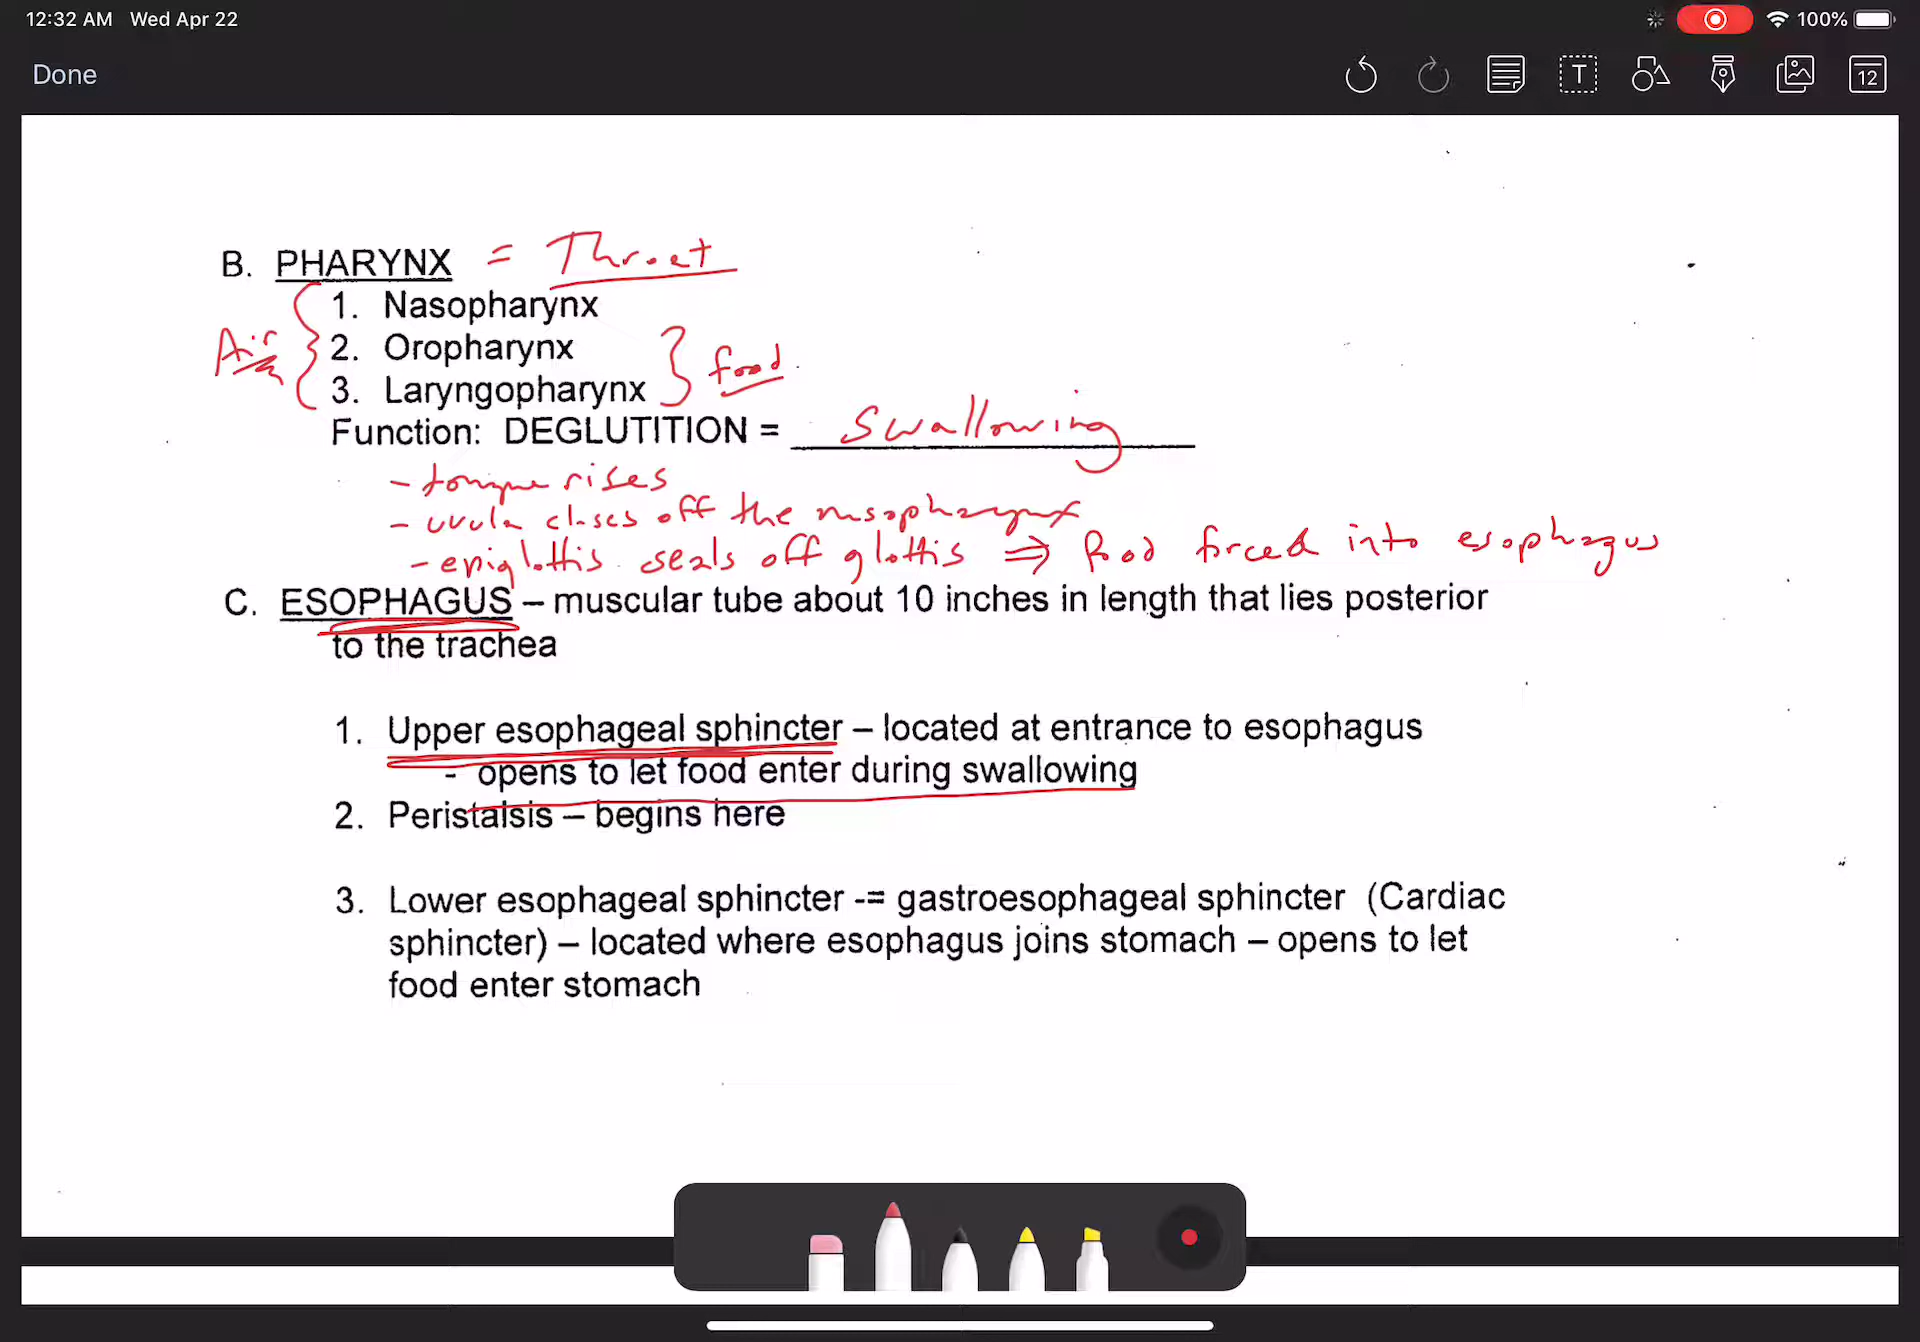 12:32 AM Wed Apr 22
100%
Done
T
12
B. PHARYNX = Throat
1. Nasopharynx
Air
2. Oropharynx
food
3. Laryngopharynx
Function: DEGLUTITION = Swallowing
- tongue rises
- uvula closes off the nasopharynx
- epiglottis seals off glottis ⇒ food forced into esophagus
C. ESOPHAGUS – muscular tube about 10 inches in length that lies posterior
to the trachea
1. Upper esophageal sphincter – located at entrance to esophagus
- opens to let food enter during swallowing
2. Peristalsis – begins here
3. Lower esophageal sphincter -= gastroesophageal sphincter (Cardiac
sphincter) – located where esophagus joins stomach – opens to let
food enter stomach